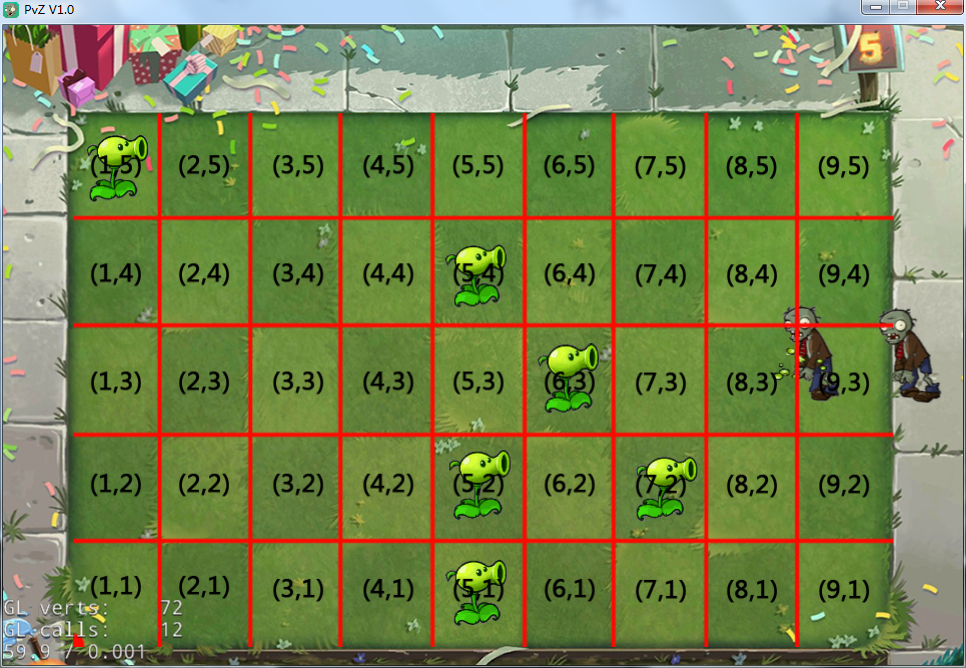 PvZ V1.0
5
(1,5) (2,5) (3,5) (4,5) (5,5) (6,5) (7,5) (8,5) (9,5)
(1,4) (2,4) (3,4) (4,4) (5,4) (6,4) (7,4) (8,4) (9,4)
(1,3) (2,3) (3,3) (4,3) (5,3) (6,3) (7,3) (8,3) (9,3)
(1,2) (2,2) (3,2) (4,2) (5,2) (6,2) (7,2) (8,2) (9,2)
(1,1) (2,1) (3,1) (4,1) (5,1) (6,1) (7,1) (8,1) (9,1)
GL verts: 72
GL calls: 12
59.9 / 0.001